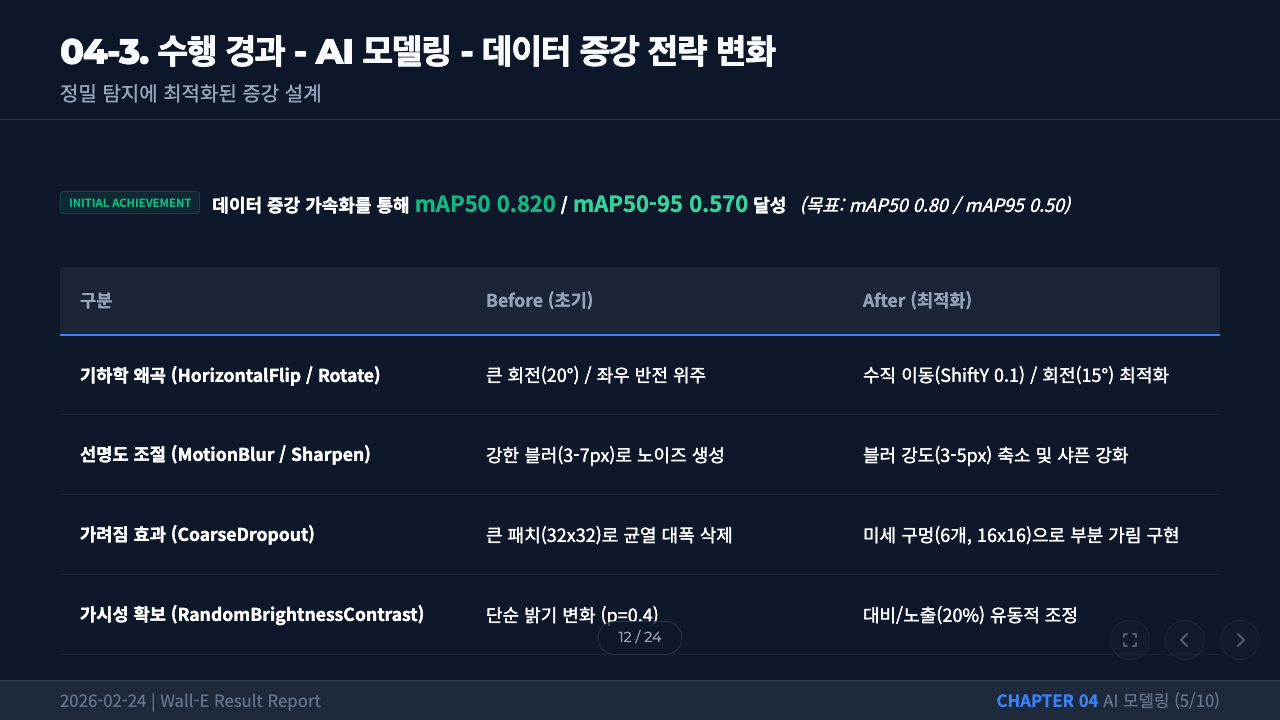 04-3. 수행 경과 - AI 모델링 - 데이터 증강 전략 변화
정밀 탐지에 최적화된 증강 설계
INITIAL ACHIEVEMENT 데이터 증강 가속화를 통해 mAP50 0.820 / mAP50-95 0.570 달성 (목표: mAP50 0.80 / mAP95 0.50)
구분 Before (초기) After (최적화)
기하학 왜곡 (HorizontalFlip / Rotate) 큰 회전(20°) / 좌우 반전 위주 수직 이동(ShiftY 0.1) / 회전(15°) 최적화
선명도 조절 (MotionBlur / Sharpen) 강한 블러(3-7px)로 노이즈 생성 블러 강도(3-5px) 축소 및 샤픈 강화
가려짐 효과 (CoarseDropout) 큰 패치(32x32)로 균열 대폭 삭제 미세 구멍(6개, 16x16)으로 부분 가림 구현
가시성 확보 (RandomBrightnessContrast) 단순 밝기 변화 (p=0.4) 대비/노출(20%) 유동적 조정
12 / 24
2026-02-24 | Wall-E Result Report CHAPTER 04 AI 모델링 (5/10)